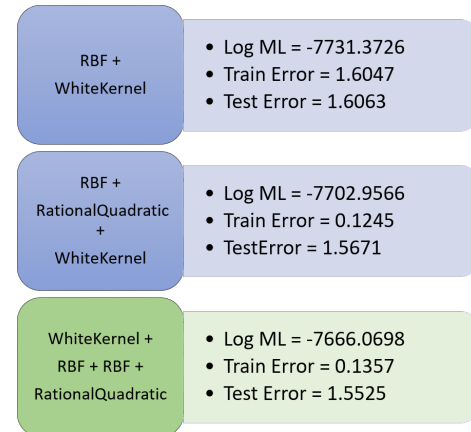 RBF +
WhiteKernel
• Log ML = -7731.3726
• Train Error = 1.6047
• Test Error = 1.6063
RBF +
RationalQuadratic
+
WhiteKernel
• Log ML = -7702.9566
• Train Error = 0.1245
• TestError = 1.5671
WhiteKernel +
RBF + RBF +
RationalQuadratic
• Log ML = -7666.0698
• Train Error = 0.1357
• Test Error = 1.5525